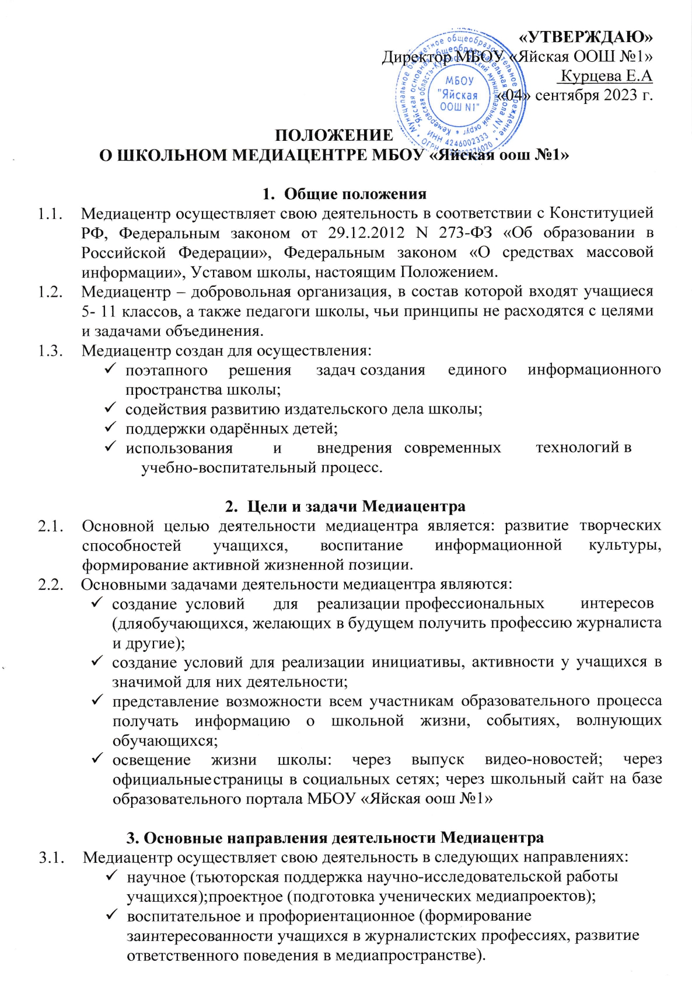 «УТВЕРЖДАЮ»
Директор МБОУ «Яйская ООШ №1»
Курцева Е.А
«04» сентября 2023 г.
Муниципальное бюджетное общеобразовательное учреждение
"Яйская основная общеобразовательная школа N1"
Кемеровская область-Кузбасс Яйский муниципальный округ
ИНН 4246002333
ОГРН
МБОУ
"Яйская
ООШ N1"
ПОЛОЖЕНИЕ
О ШКОЛЬНОМ МЕДИАЦЕНТРЕ МБОУ «Яйская оош №1»
1. Общие положения
1.1. Медиацентр осуществляет свою деятельность в соответствии с Конституцией
РФ, Федеральным законом от 29.12.2012 N 273-ФЗ «Об образовании в
Российской Федерации», Федеральным законом «О средствах массовой
информации», Уставом школы, настоящим Положением.
1.2. Медиацентр – добровольная организация, в состав которой входят учащиеся
5- 11 классов, а также педагоги школы, чьи принципы не расходятся с целями
и задачами объединения.
1.3. Медиацентр создан для осуществления:
✓ поэтапного решения задач создания единого информационного
пространства школы;
✓ содействия развитию издательского дела школы;
✓ поддержки одарённых детей;
✓ использования и внедрения современных технологий в
учебно-воспитательный процесс.
2. Цели и задачи Медиацентра
2.1. Основной целью деятельности медиацентра является: развитие творческих
способностей учащихся, воспитание информационной культуры,
формирование активной жизненной позиции.
2.2. Основными задачами деятельности медиацентра являются:
✓ создание условий для реализации профессиональных интересов
(дляобучающихся, желающих в будущем получить профессию журналиста
и другие);
✓ создание условий для реализации инициативы, активности у учащихся в
значимой для них деятельности;
✓ представление возможности всем участникам образовательного процесса
получать информацию о школьной жизни, событиях, волнующих
обучающихся;
✓ освещение жизни школы: через выпуск видео-новостей; через
официальныестраницы в социальных сетях; через школьный сайт на базе
образовательного портала МБОУ «Яйская оош №1»
3. Основные направления деятельности Медиацентра
3.1. Медиацентр осуществляет свою деятельность в следующих направлениях:
✓ научное (тьюторская поддержка научно-исследовательской работы
учащихся);проектное (подготовка ученических медиапроектов);
✓ воспитательное и профориентационное (формирование
заинтересованности учащихся в журналистских профессиях, развитие
ответственного поведения в медиапространстве).